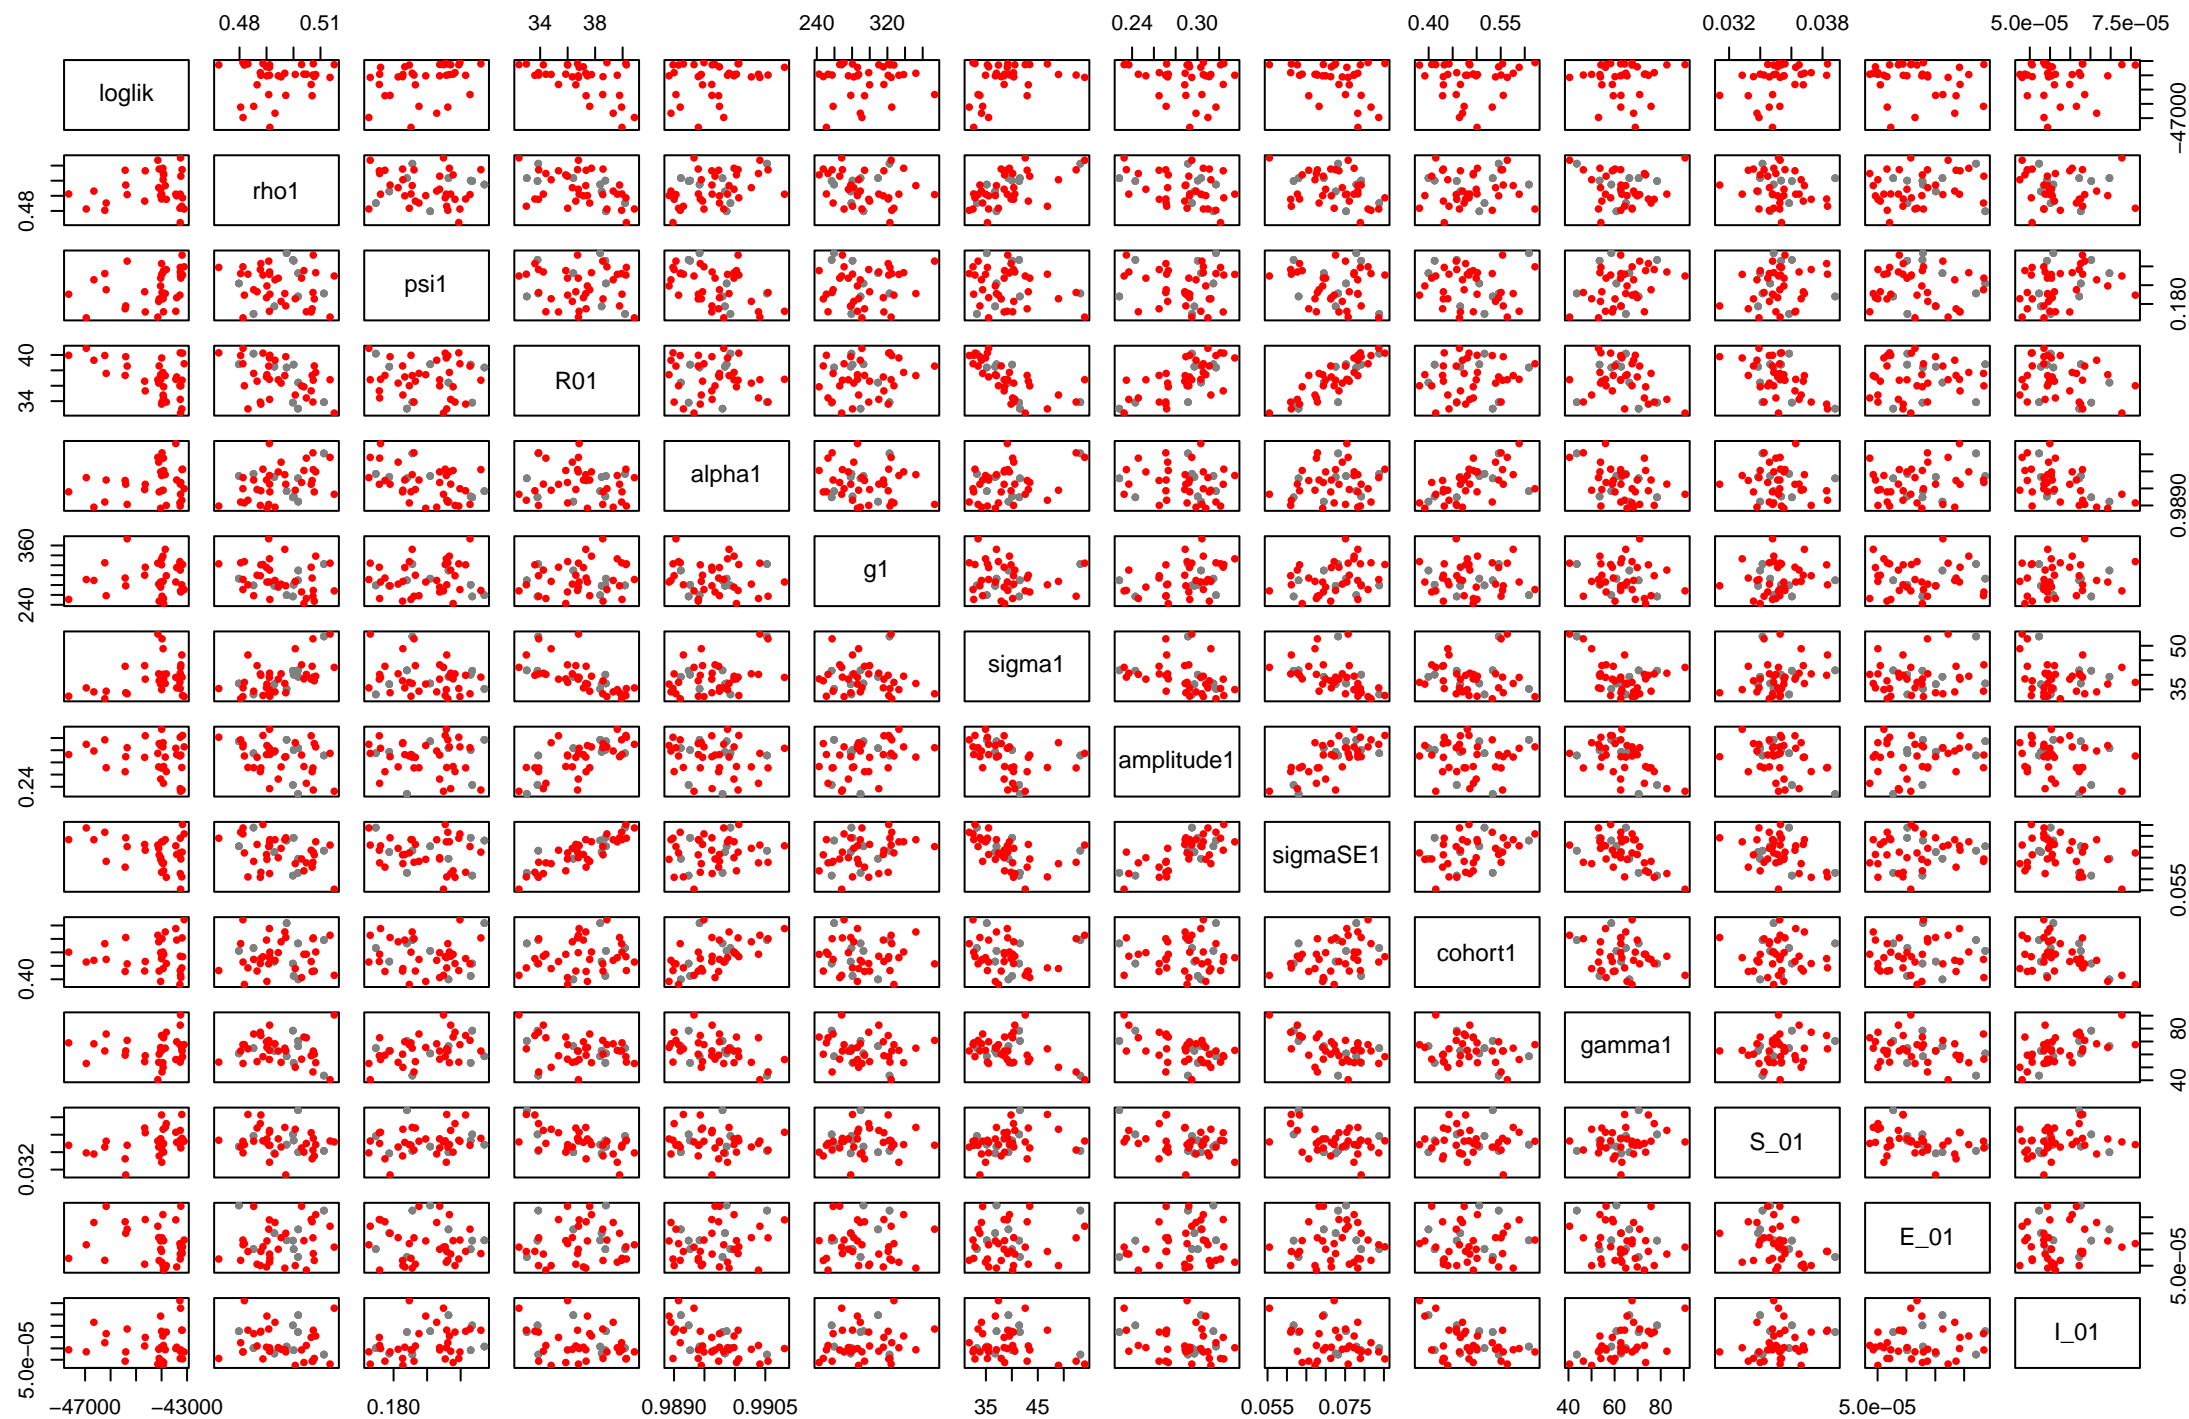 0.48 0.51 34 38 240 320 0.24 0.30 0.40 0.55 0.032 0.038 5.0e-05 7.5e-05
loglik
−47000
rho1
0.48
psi1
0.180
R01
34 40
alpha1
0.9890
g1
240 360
sigma1
35 50
amplitude1
0.24
sigmaSE1
0.055
cohort1
0.40
gamma1
40 80
S_01
0.032
E_01
5.0e−05
I_01
5.0e−05
−47000 −43000 0.180 0.9890 0.9905 35 45 0.055 0.075 40 60 80 5.0e−05